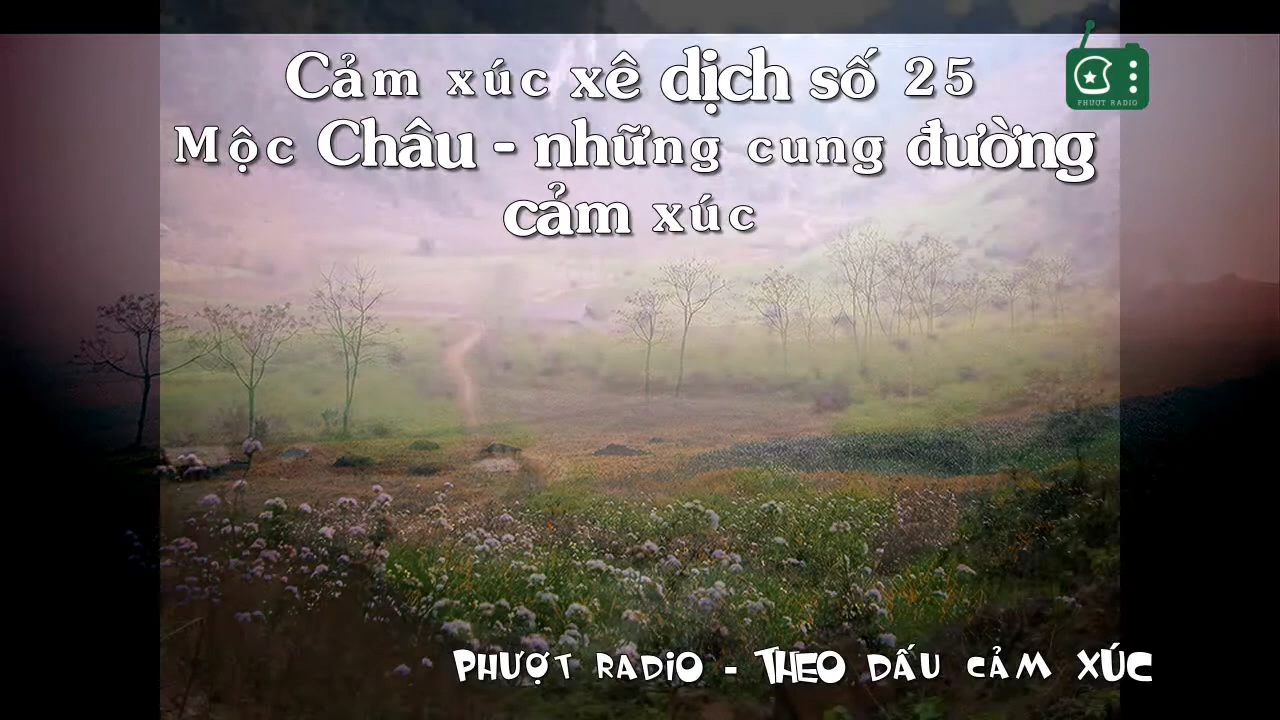 Cảm xúc xê dịch số 25
PHƯỢT RADIO
Mộc Châu - những cung đường
cảm xúc
PHƯỢT RADIO - THEO DẤU CẢM XÚC